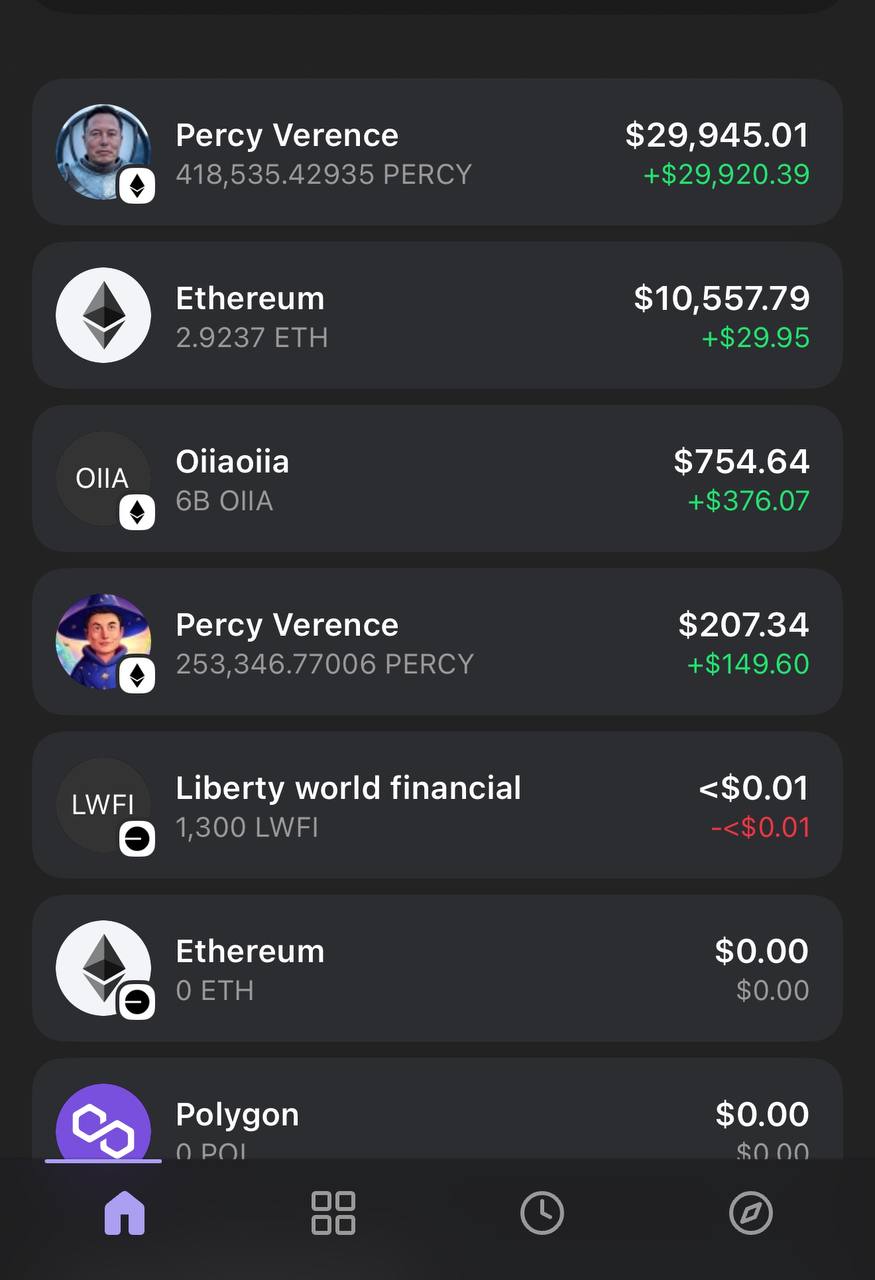 Percy Verence
$29,945.01
418,535.42935 PERCY
+$29,920.39
Ethereum
$10,557.79
2.9237 ETH
+$29.95
OIIA
Oiiaoiia
$754.64
6B OIIA
+$376.07
Percy Verence
$207.34
253,346.77006 PERCY
+$149.60
LWFI
Liberty world financial
<$0.01
1,300 LWFI
-<$0.01
Ethereum
$0.00
0 ETH
$0.00
Polygon
$0.00
0 POL
$0.00